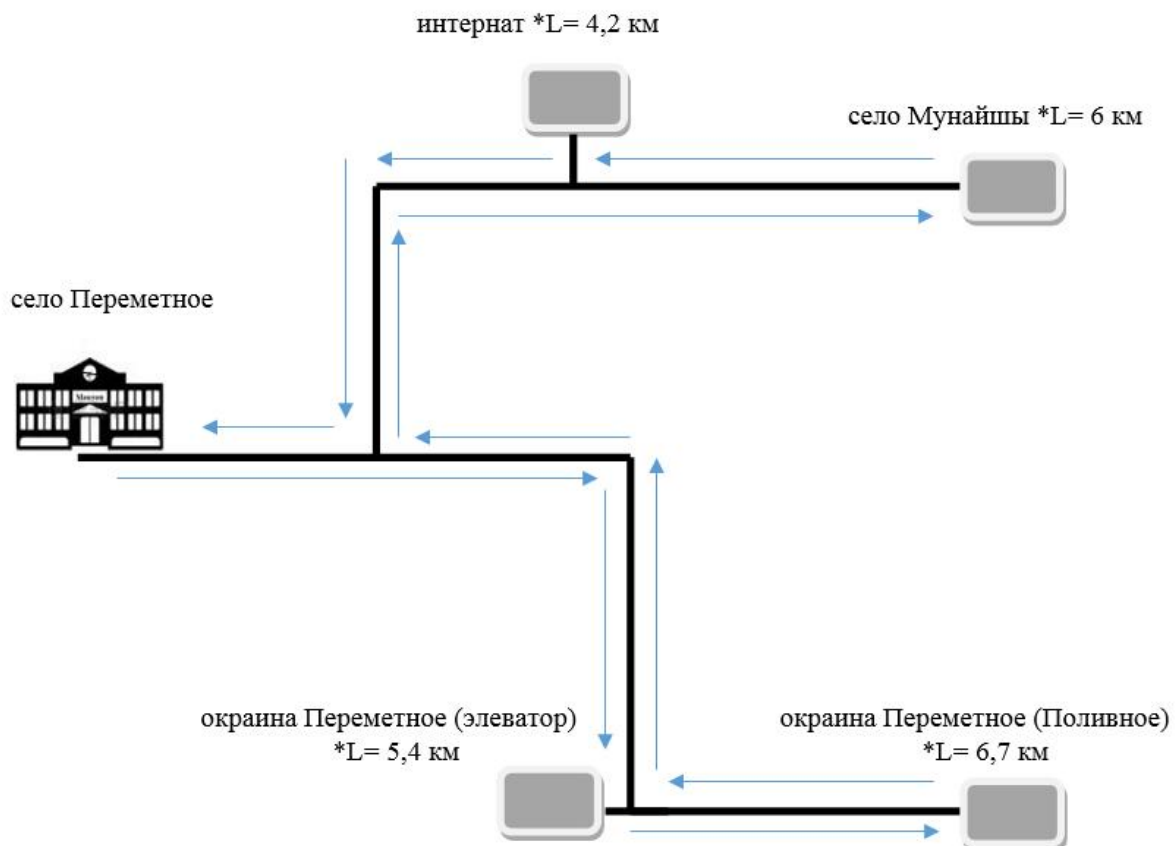 интернат *L= 4,2 км
село Мунайшы *L= 6 км
село Переметное
окраина Переметное (элеватор)
*L= 5,4 км
окраина Переметное (Поливное)
*L= 6,7 км